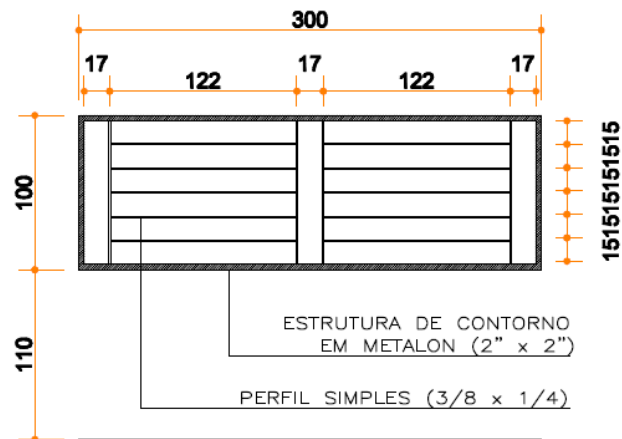 300
17 122 17 122 17
100
151515151515
ESTRUTURA DE CONTORNO
EM METALON (2" x 2")
110
PERFIL SIMPLES (3/8 x 1/4)